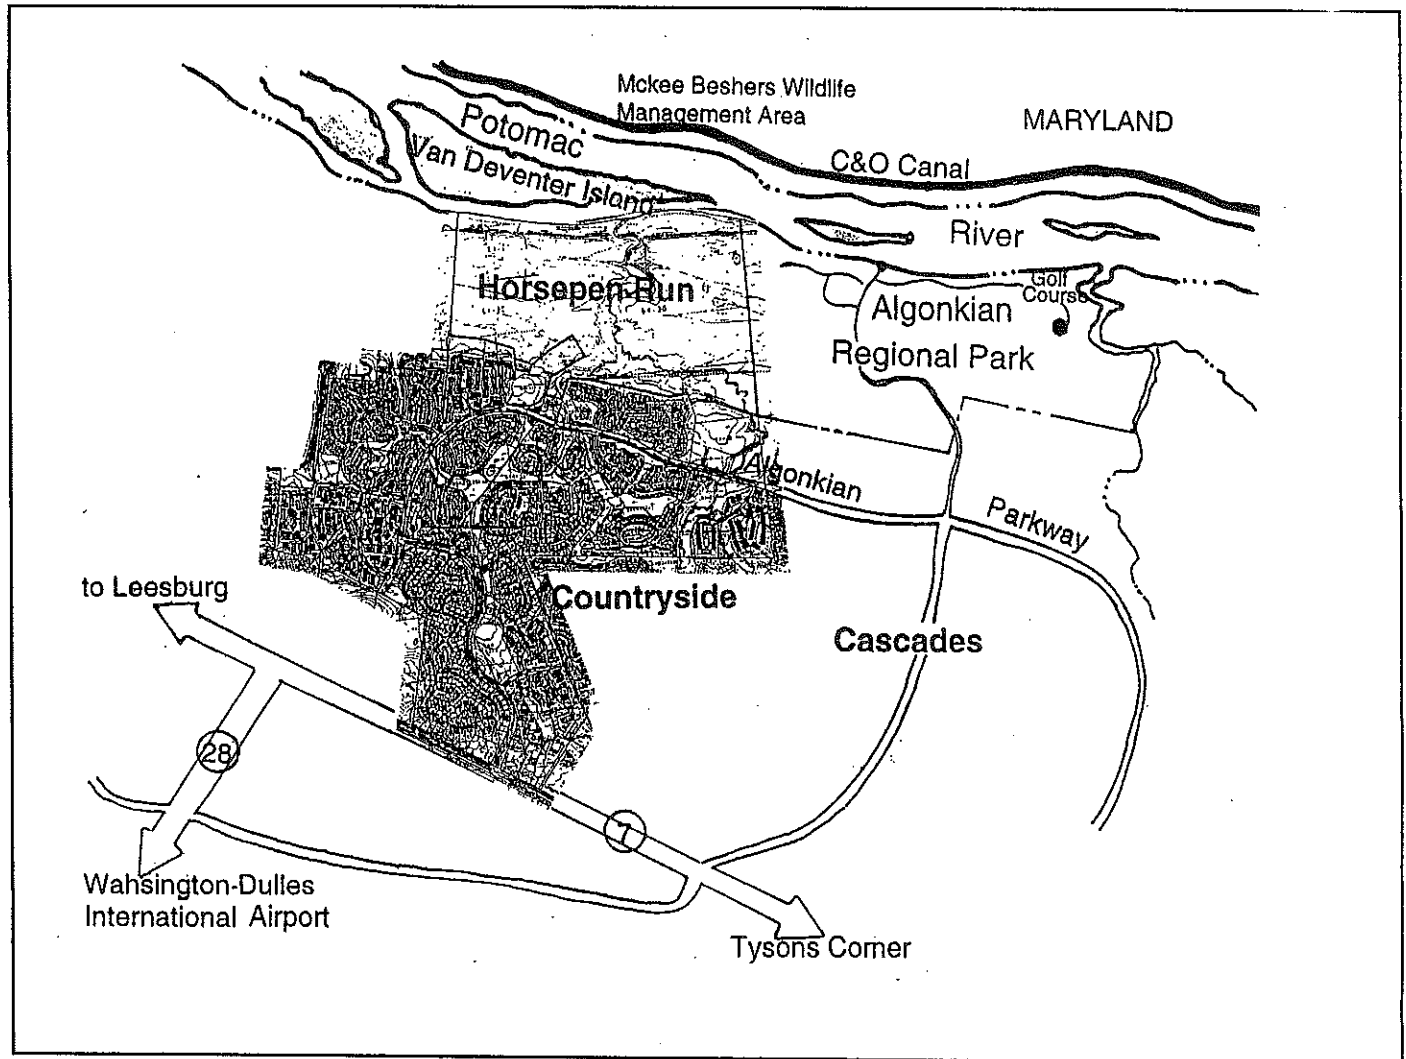 Mckee Beshers Wildlife
Management Area
MARYLAND
Potomac
C&O Canal
Van Deventer Island
River
Horsepen Run
Golf
Course
Algonkian
Regional Park
Algonkian
Parkway
to Leesburg
Countryside
Cascades
28
7
Wahsington-Dulles
International Airport
Tysons Corner